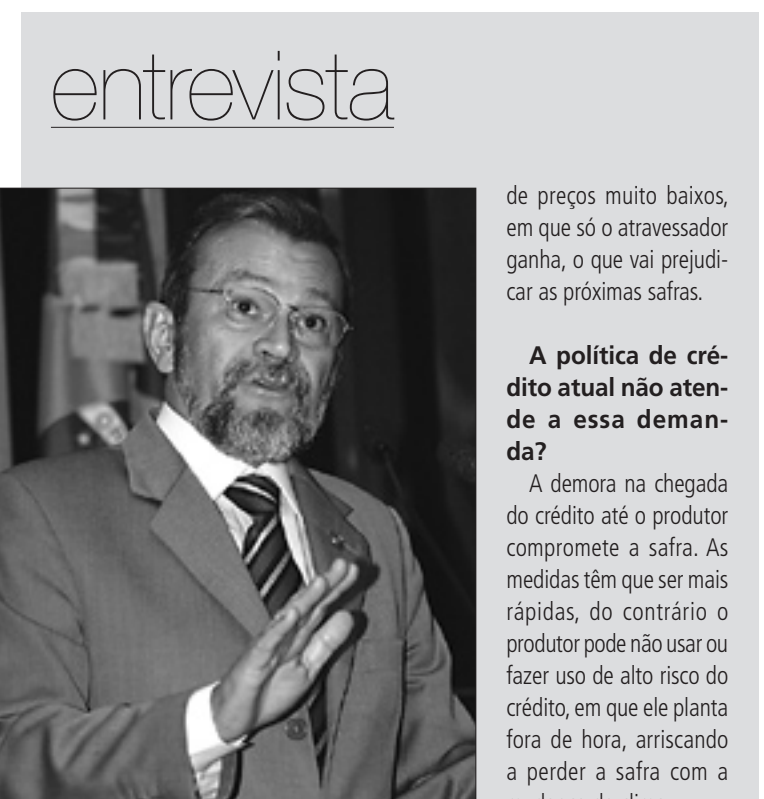 entrevista
de preços muito baixos,
em que só o atravessador
ganha, o que vai prejudi-
car as próximas safras.
A política de cré-
dito atual não aten-
de a essa deman-
da?
A demora na chegada
do crédito até o produtor
compromete a safra. As
medidas têm que ser mais
rápidas, do contrário o
produtor pode não usar ou
fazer uso de alto risco do
crédito, em que ele planta
fora de hora, arriscando
a perder a safra com a